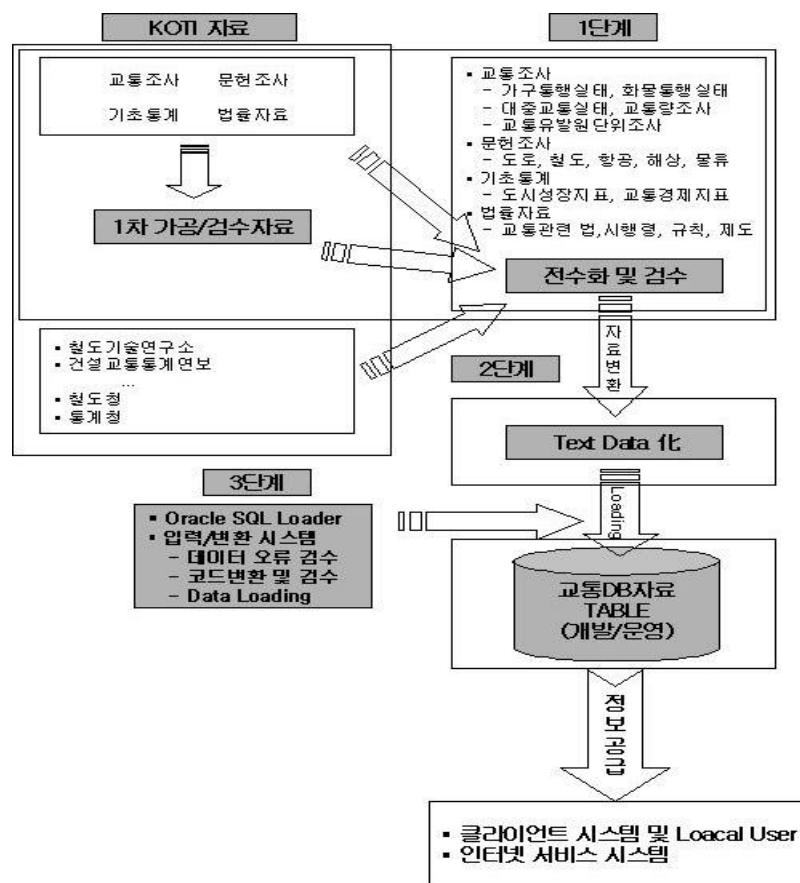 KOTI 자료
교통조사 문헌조사
기초통계 법률자료
1차 가공/검수자료
▪ 철도기술연구소
▪ 건설교통통계연보
...
▪ 철도청
▪ 통계청
1단계
▪ 교통조사
- 가구통행실태, 화물통행실태
- 대중교통실태, 교통량조사
- 교통유발원단위조사
▪ 문헌조사
- 도로, 철도, 항공, 해상, 물류
▪ 기초통계
- 도시성장지표, 교통경제지표
▪ 법률자료
- 교통관련 법,시행령, 규칙, 제도
전수화 및 검수
자료변환
2단계
Text Data 化
Loading
3단계
▪ Oracle SQL Loader
▪ 입력/변환 시스템
- 데이터 오류 검수
- 코드변환 및 검수
- Data Loading
교통DB자료
TABLE
(개발/운영)
정보공급
▪ 클라이언트 시스템 및 Loacal User
▪ 인터넷 서비스 시스템